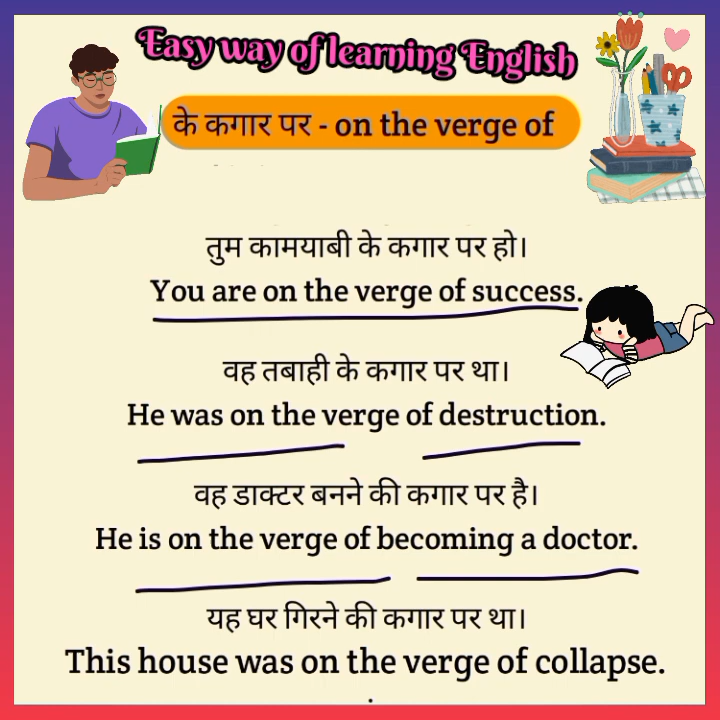 Easy way of learning English
के कगार पर - on the verge of
तुम कामयाबी के कगार पर हो।
You are on the verge of success.
वह तबाही के कगार पर था।
He was on the verge of destruction.
वह डाक्टर बनने की कगार पर है।
He is on the verge of becoming a doctor.
यह घर गिरने की कगार पर था।
This house was on the verge of collapse.